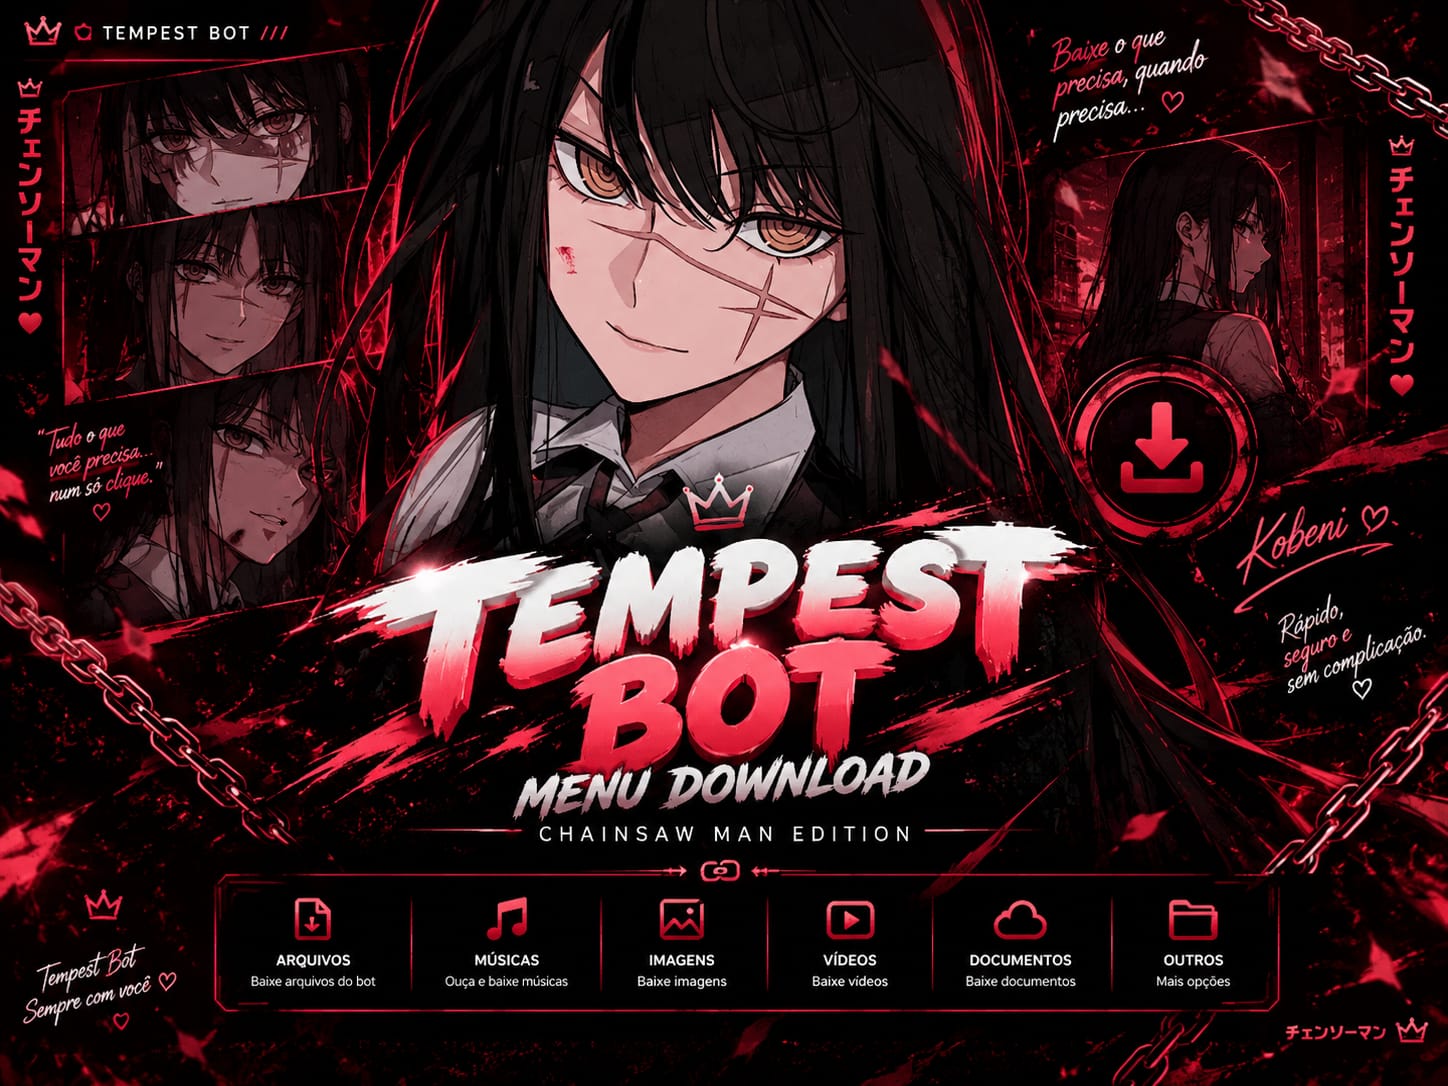 TEMPEST BOT ///
チェンソーマン
"Tudo o que
você precisa...
num só clique."
Baixe o que
precisa, quando
precisa...
チェンソーマン
Kobeni
Rápido,
seguro e
sem complicação.
TEMPEST
BOT
MENU DOWNLOAD
CHAINSAW MAN EDITION
ARQUIVOS
Baixe arquivos do bot
MÚSICAS
Ouça e baixe músicas
IMAGENS
Baixe imagens
VÍDEOS
Baixe vídeos
DOCUMENTOS
Baixe documentos
OUTROS
Mais opções
Tempest Bot
Sempre com você
チェンソーマン